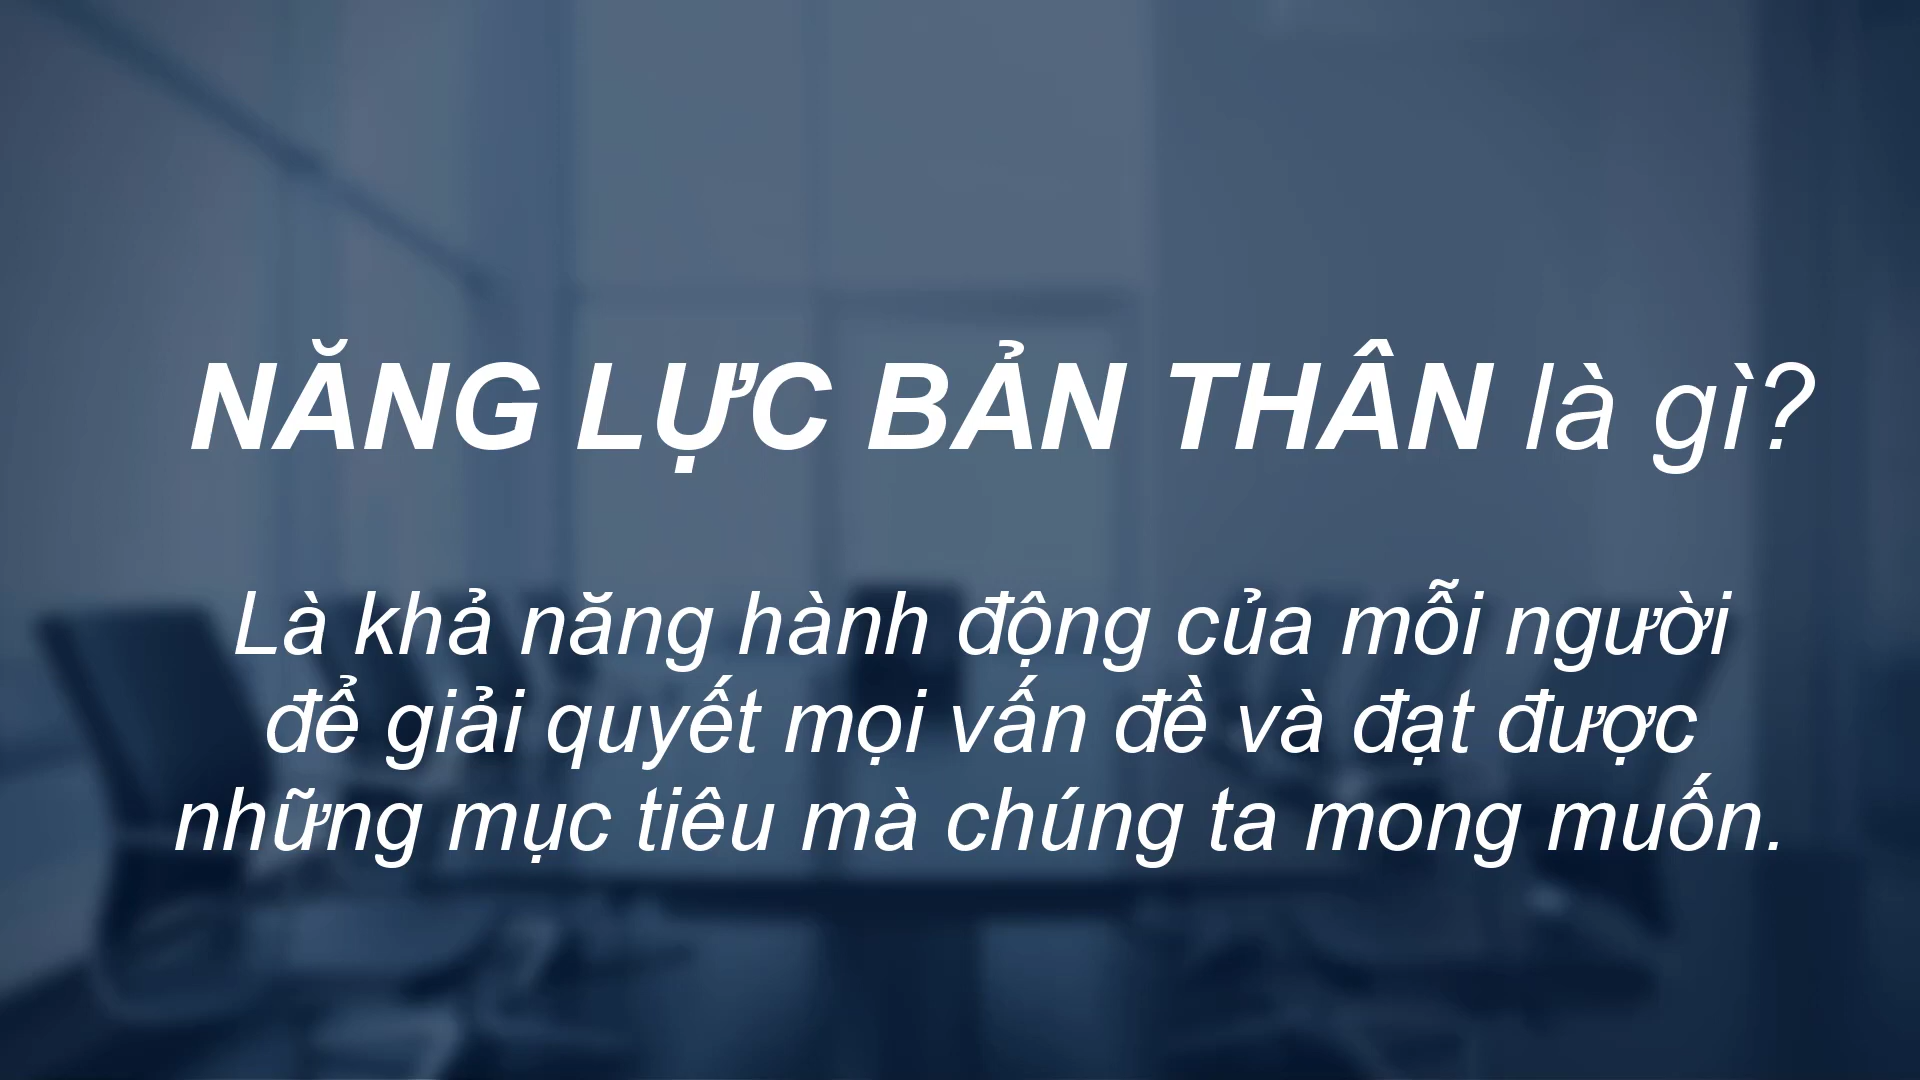 NĂNG LỰC BẢN THÂN là gì?
Là khả năng hành động của mỗi người
để giải quyết mọi vấn đề và đạt được
những mục tiêu mà chúng ta mong muốn.